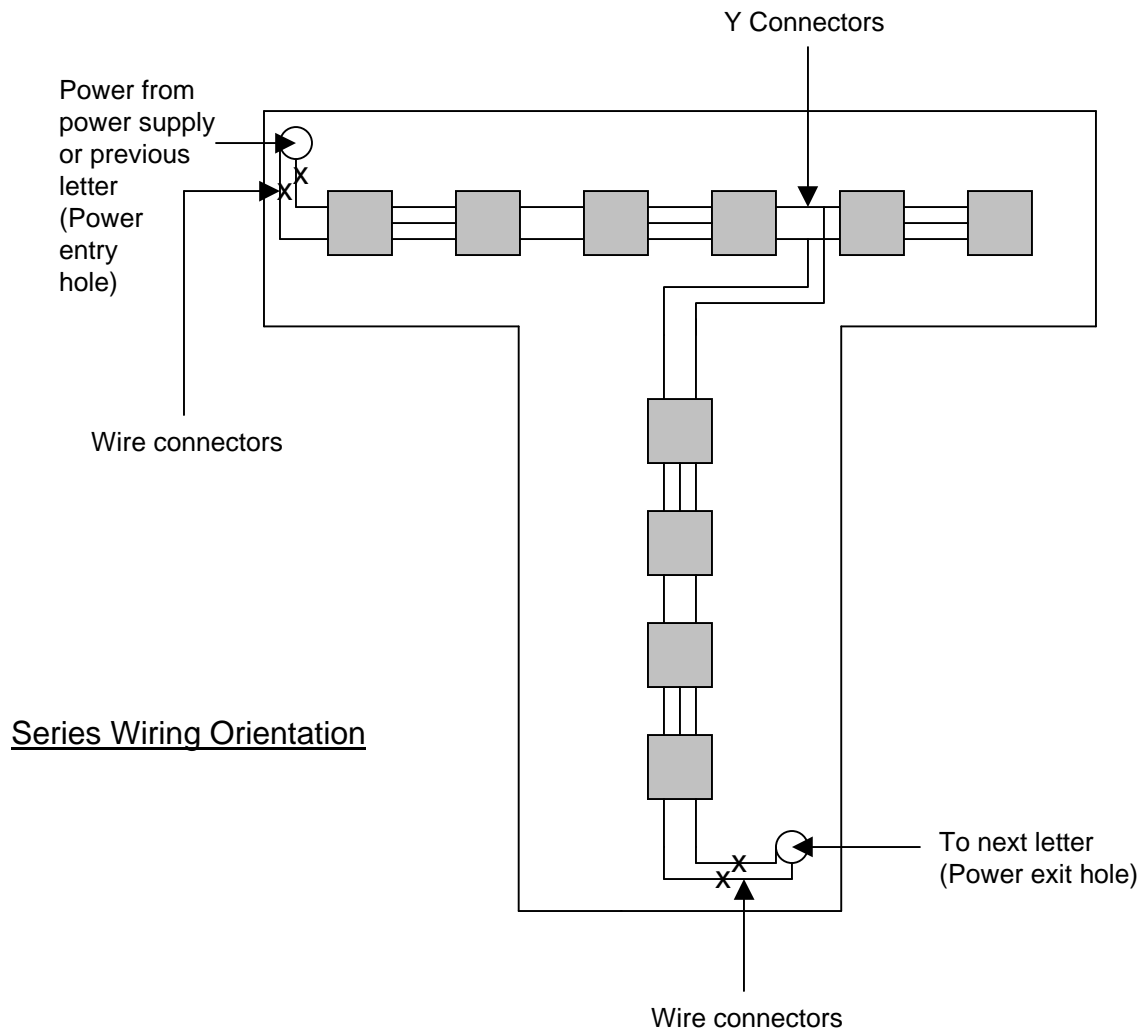 Y Connectors
Power from
power supply
or previous
letter
(Power
entry
hole)
x
x
Wire connectors
Series Wiring Orientation
x
x
To next letter
(Power exit hole)
Wire connectors